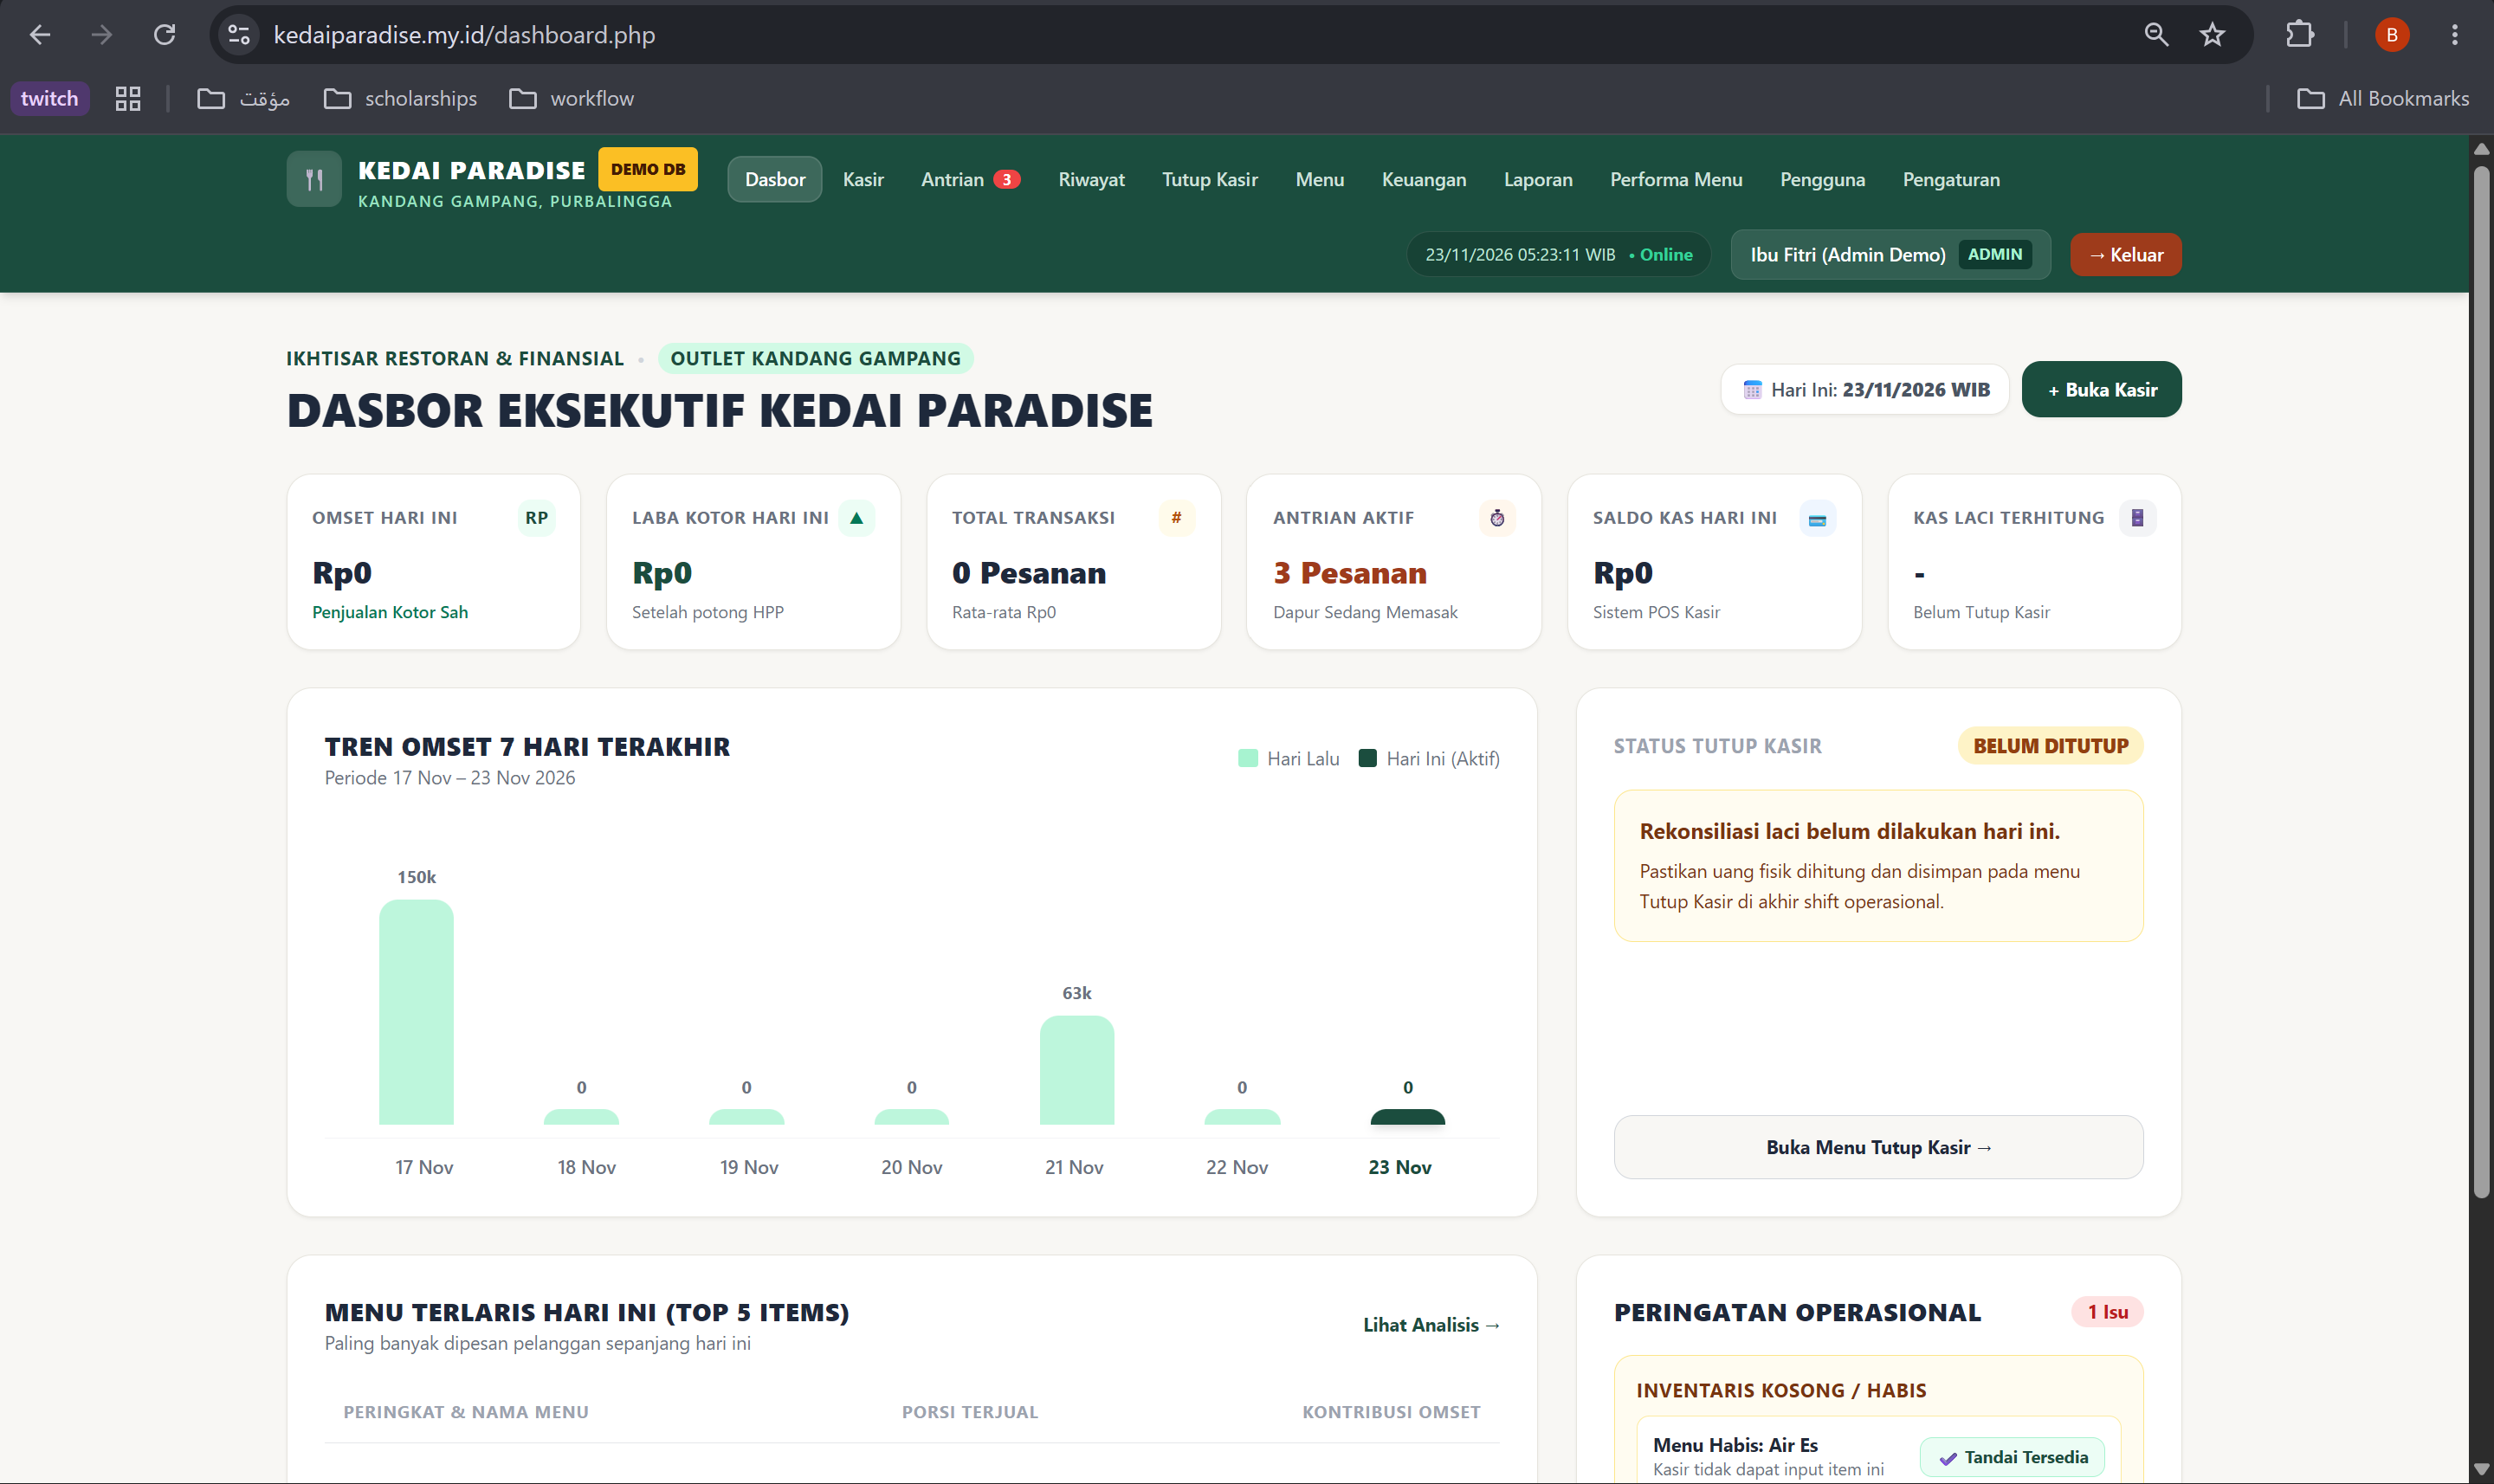 kedaiparadise.my.id/dashboard.php
B
twitch
مؤقت
scholarships
workflow
All Bookmarks
KEDAI PARADISE
DEMO DB
KANDANG GAMPANG, PURBALINGGA
Dasbor
Kasir
Antrian 3
Riwayat
Tutup Kasir
Menu
Keuangan
Laporan
Performa Menu
Pengguna
Pengaturan
23/11/2026 05:23:11 WIB • Online
Ibu Fitri (Admin Demo) ADMIN
→ Keluar
IKHTISAR RESTORAN & FINANSIAL • OUTLET KANDANG GAMPANG
DASBOR EKSEKUTIF KEDAI PARADISE
Hari Ini: 23/11/2026 WIB
+ Buka Kasir
OMSET HARI INI RP
Rp0
Penjualan Kotor Sah
LABA KOTOR HARI INI ▲
Rp0
Setelah potong HPP
TOTAL TRANSAKSI #
0 Pesanan
Rata-rata Rp0
ANTRIAN AKTIF
3 Pesanan
Dapur Sedang Memasak
SALDO KAS HARI INI
Rp0
Sistem POS Kasir
KAS LACI TERHITUNG
-
Belum Tutup Kasir
TREN OMSET 7 HARI TERAKHIR
Periode 17 Nov – 23 Nov 2026
Hari Lalu
Hari Ini (Aktif)
150k
0
0
0
63k
0
0
17 Nov
18 Nov
19 Nov
20 Nov
21 Nov
22 Nov
23 Nov
STATUS TUTUP KASIR
BELUM DITUTUP
Rekonsiliasi laci belum dilakukan hari ini.
Pastikan uang fisik dihitung dan disimpan pada menu
Tutup Kasir di akhir shift operasional.
Buka Menu Tutup Kasir →
MENU TERLARIS HARI INI (TOP 5 ITEMS)
Paling banyak dipesan pelanggan sepanjang hari ini
Lihat Analisis →
PERINGKAT & NAMA MENU
PORSI TERJUAL
KONTRIBUSI OMSET
PERINGATAN OPERASIONAL
1 Isu
INVENTARIS KOSONG / HABIS
Menu Habis: Air Es
Kasir tidak dapat input item ini
✔ Tandai Tersedia